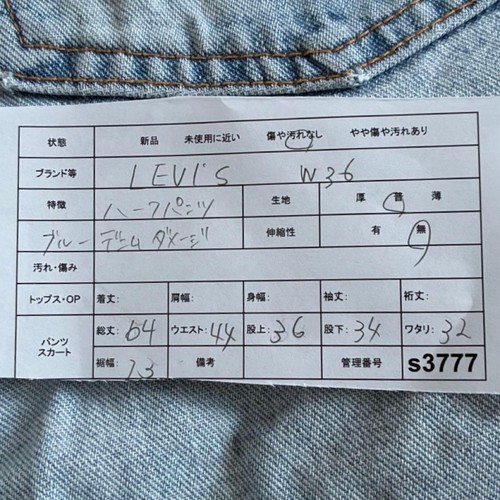 状態 新品 未使用に近い 傷や汚れなし やや傷や汚れあり
ブランド等 LEVI'S W36
特徴 ハーフパンツ 生地 厚 普 薄
ブルー デニム ダメージ 伸縮性 有 無
汚れ・傷み
トップス・OP 着丈: 肩幅: 身幅: 袖丈: 裄丈:
パンツ スカート 総丈: 64 ウエスト: 44 股上: 36 股下: 34 ワタリ: 32
裾幅: 23 備考 管理番号 s3777